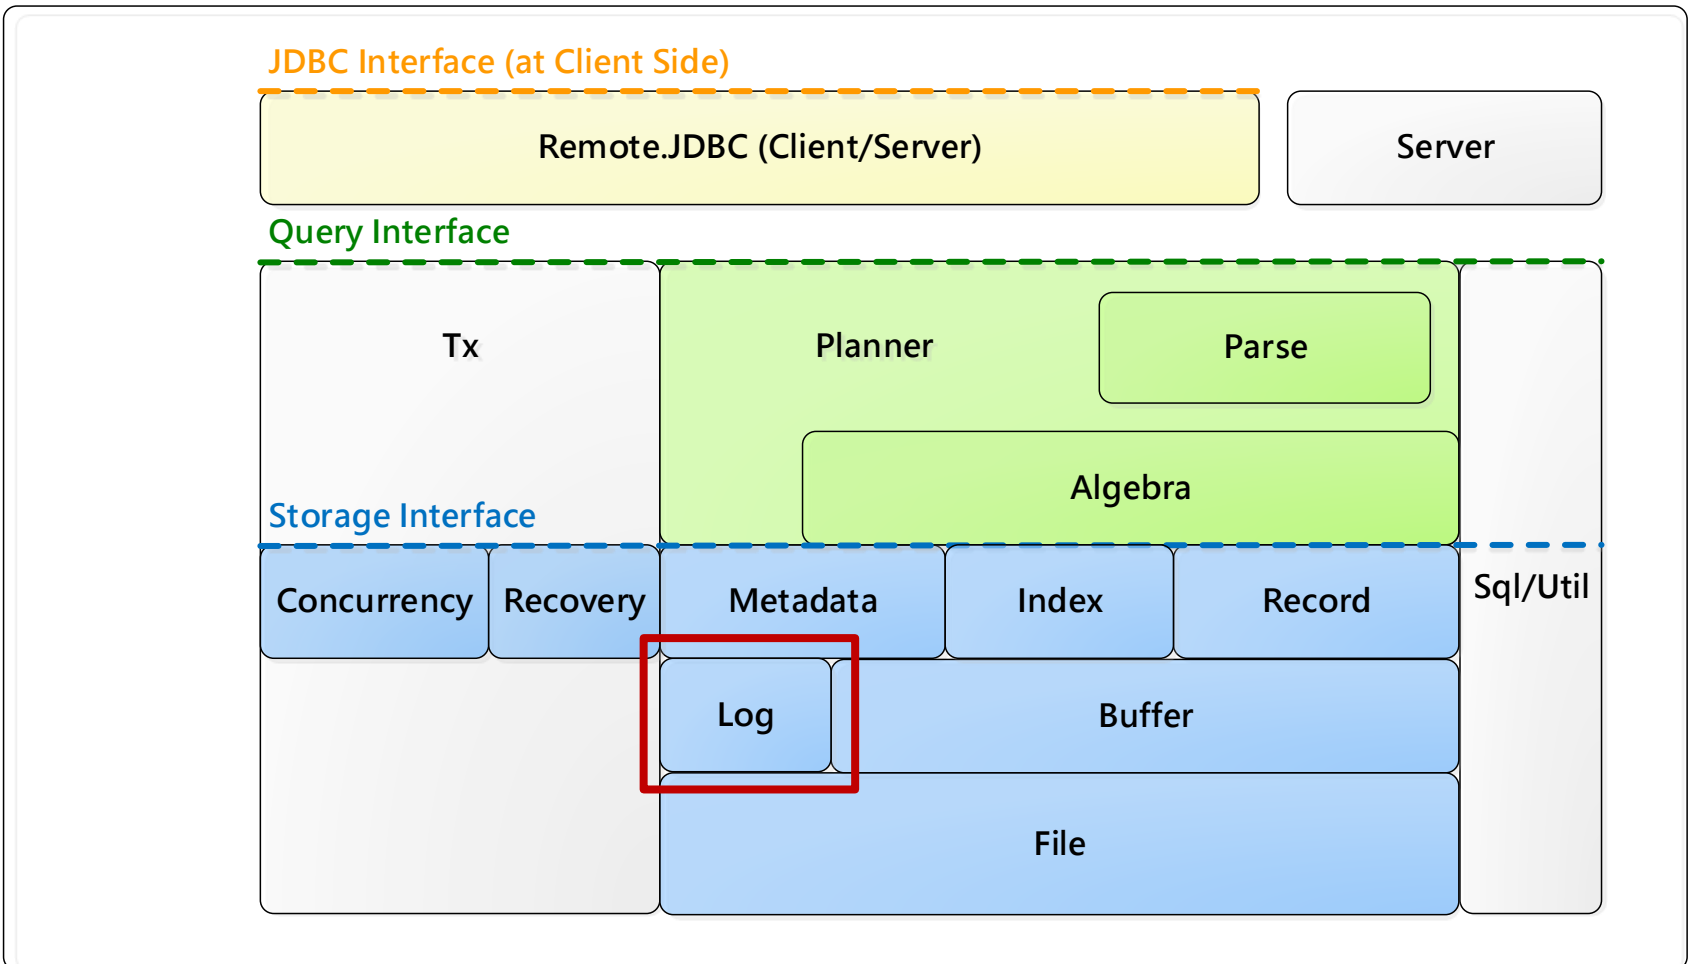 JDBC Interface (at Client Side)
Remote.JDBC (Client/Server)
Server
Query Interface
Tx
Planner
Parse
Algebra
Storage Interface
Concurrency
Recovery
Metadata
Index
Record
Sql/Util
Log
Buffer
File